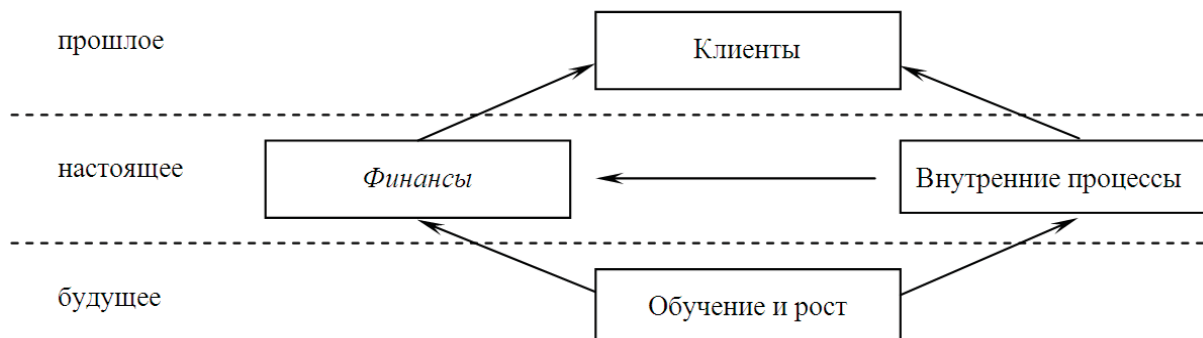 прошлое
Клиенты
настоящее
Финансы
Внутренние процессы
будущее
Обучение и рост